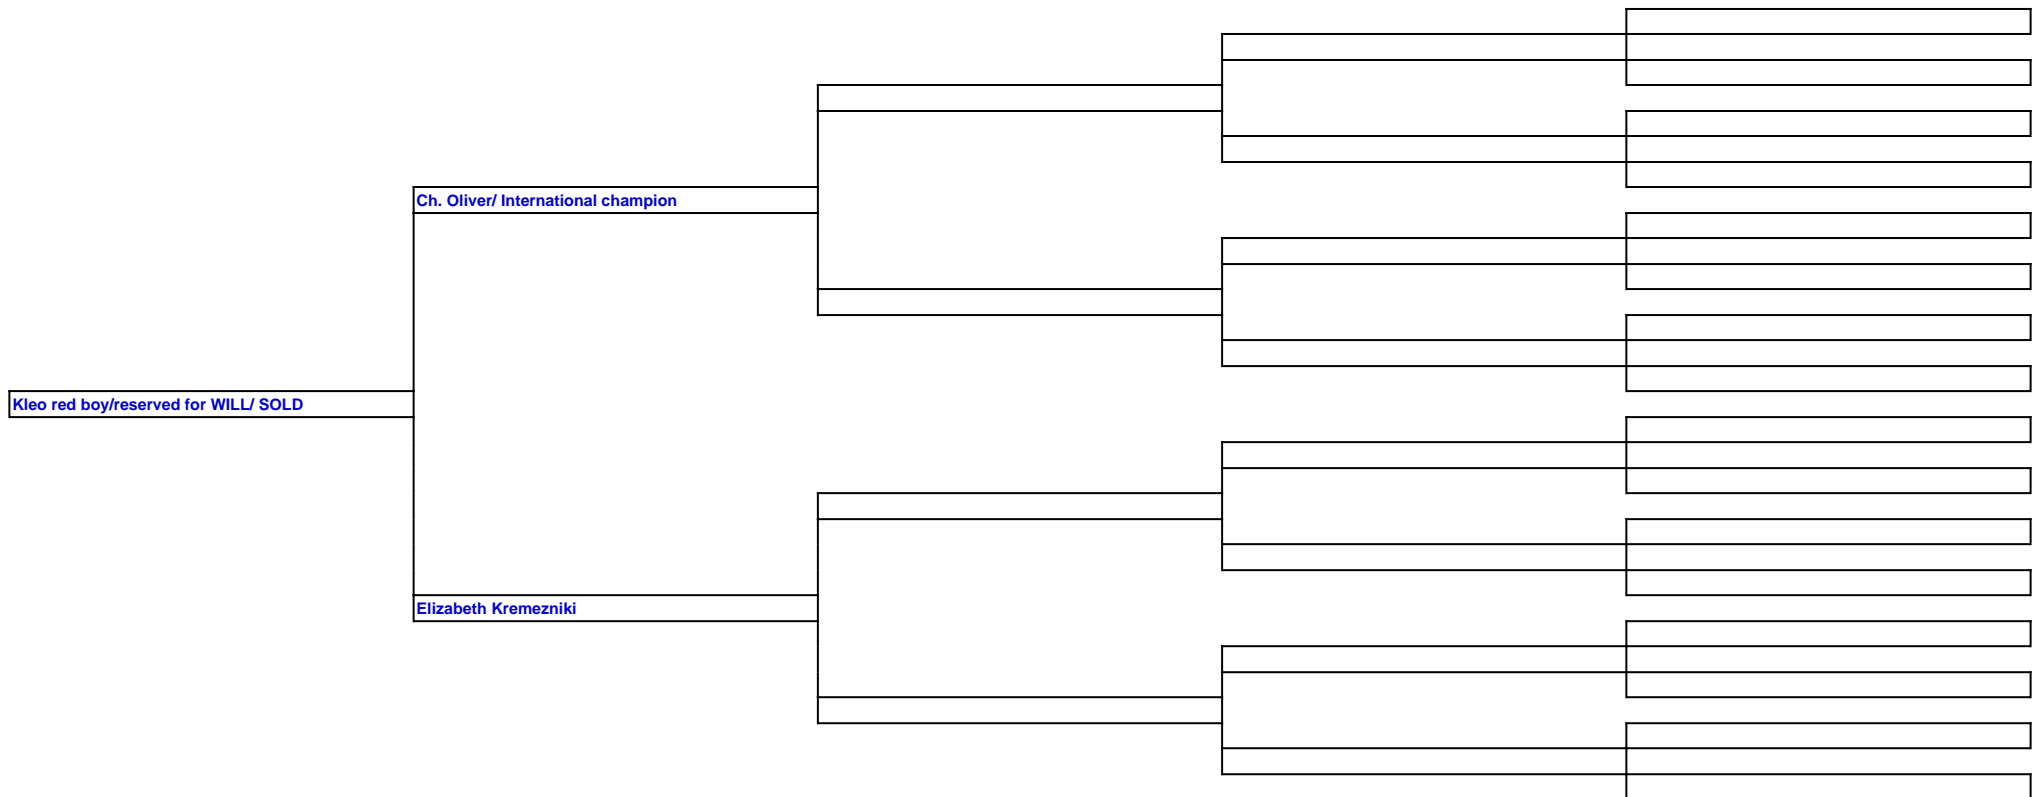 Ch. Oliver/ International champion
Kleo red boy/reserved for WILL/ SOLD
Elizabeth Kremezniki